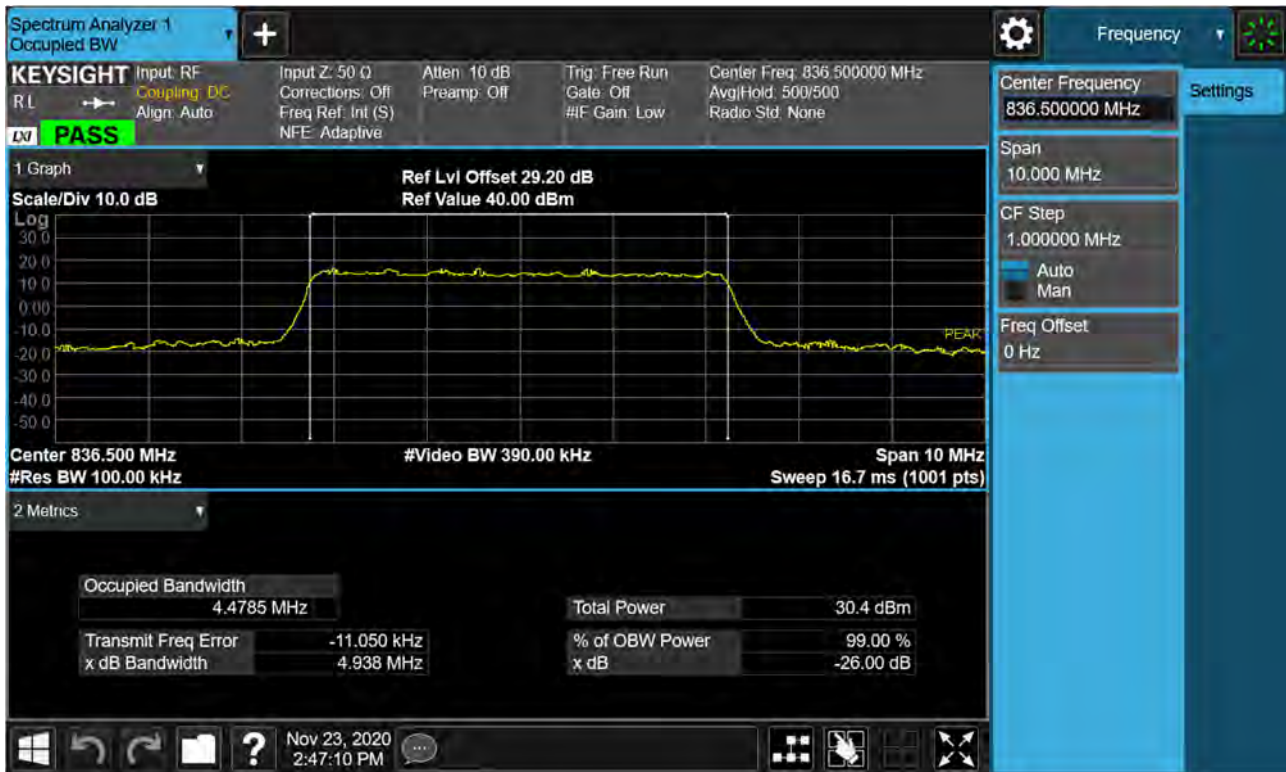 Spectrum Analyzer 1
Occupied BW
Frequency
KEYSIGHT
R L
LXI
PASS
Input: RF
Coupling: DC
Align: Auto
Input Z: 50 Ω
Corrections: Off
Freq Ref: Int (S)
NFE: Adaptive
Atten: 10 dB
Preamp: Off
Trig: Free Run
Gate: Off
#IF Gain: Low
Center Freq: 836.500000 MHz
Avg|Hold: 500/500
Radio Std: None
Center Frequency
836.500000 MHz
Settings
Span
10.000 MHz
CF Step
1.000000 MHz
Auto
Man
Freq Offset
0 Hz
1 Graph
Scale/Div 10.0 dB
Ref Lvl Offset 29.20 dB
Ref Value 40.00 dBm
Log
30.0
20.0
10.0
0.00
-10.0
-20.0
-30.0
-40.0
-50.0
PEAK
Center 836.500 MHz
#Res BW 100.00 kHz
#Video BW 390.00 kHz
Span 10 MHz
Sweep 16.7 ms (1001 pts)
2 Metrics
Occupied Bandwidth
4.4785 MHz
Transmit Freq Error -11.050 kHz
x dB Bandwidth 4.938 MHz
Total Power 30.4 dBm
% of OBW Power 99.00 %
x dB -26.00 dB
?
Nov 23, 2020
2:47:10 PM